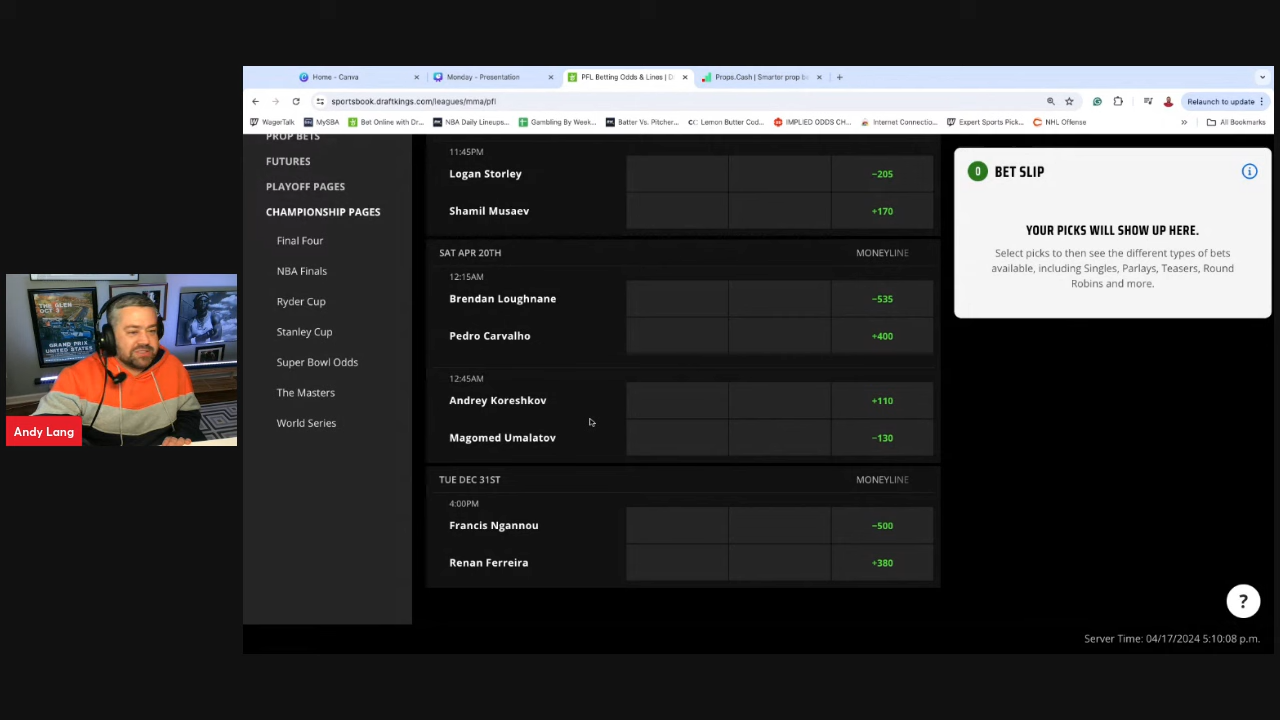 Home - Canva
Monday - Presentation
PFL Betting Odds & Lines | D
Props.Cash | Smarter prop b
sportsbook.draftkings.com/leagues/mma/pfl
Relaunch to update
WagerTalk
MySBA
Bet Online with Dr...
NBA Daily Lineups...
Gambling By Week...
Batter Vs. Pitcher...
Lemon Butter Cod...
IMPLIED ODDS CH...
Internet Connectio...
Expert Sports Pick...
NHL Offense
All Bookmarks
PROP BETS
FUTURES
PLAYOFF PAGES
CHAMPIONSHIP PAGES
Final Four
NBA Finals
Ryder Cup
Stanley Cup
Super Bowl Odds
The Masters
World Series
11:45PM
Logan Storley
−205
Shamil Musaev
+170
SAT APR 20TH
MONEYLINE
12:15AM
Brendan Loughnane
−535
Pedro Carvalho
+400
12:45AM
Andrey Koreshkov
+110
Magomed Umalatov
−130
TUE DEC 31ST
MONEYLINE
4:00PM
Francis Ngannou
−500
Renan Ferreira
+380
0 BET SLIP
YOUR PICKS WILL SHOW UP HERE.
Select picks to then see the different types of bets
available, including Singles, Parlays, Teasers, Round
Robins and more.
?
Server Time: 04/17/2024 5:10:08 p.m.
THE GLEN
OCT 3
GRAND PRIX
UNITED STATES
Andy Lang